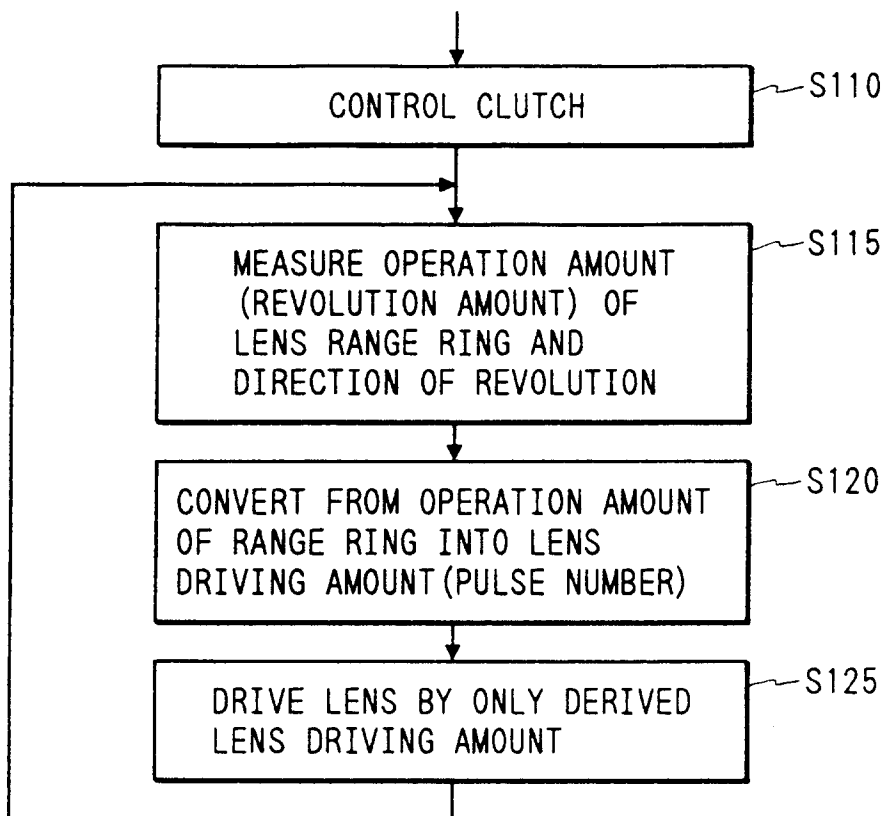 CONTROL CLUTCH
S110
MEASURE OPERATION AMOUNT
(REVOLUTION AMOUNT) OF
LENS RANGE RING AND
DIRECTION OF REVOLUTION
S115
CONVERT FROM OPERATION AMOUNT
OF RANGE RING INTO LENS
DRIVING AMOUNT (PULSE NUMBER)
S120
DRIVE LENS BY ONLY DERIVED
LENS DRIVING AMOUNT
S125